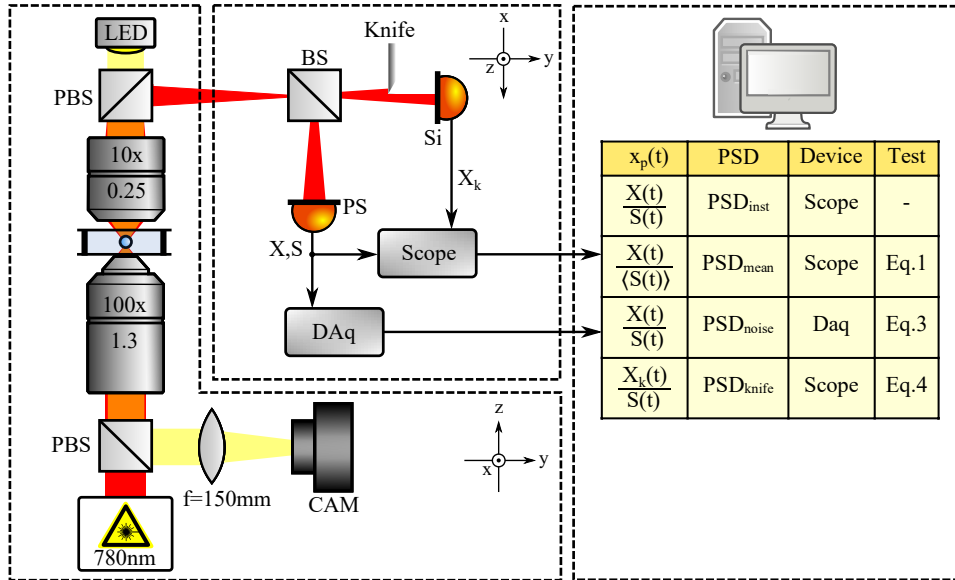 LED
PBS
10x
0.25
100x
1.3
PBS
f=150mm
CAM
780nm
z
x
y
Knife
BS
Si
x
z
y
PS
X,S
X_k
Scope
DAq
x_p(t) PSD Device Test
X(t)/S(t) PSD_inst Scope -
X(t)/⟨S(t)⟩ PSD_mean Scope Eq.1
X(t)/S(t) PSD_noise Daq Eq.3
X_k(t)/S(t) PSD_knife Scope Eq.4